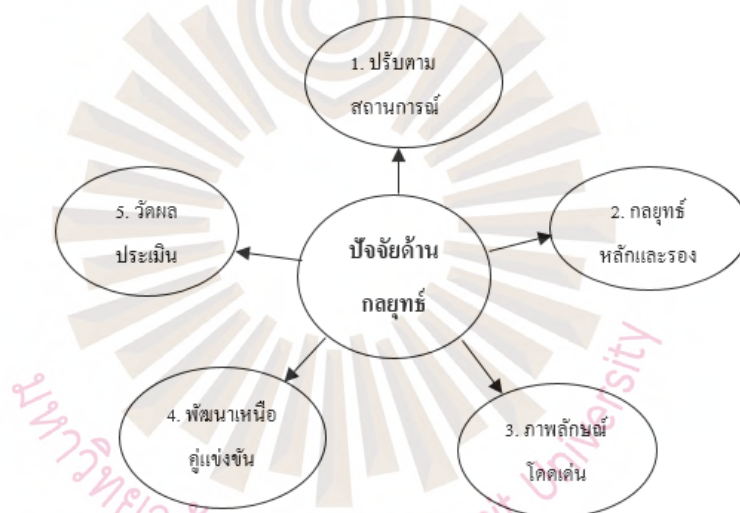 1. ปรับตาม
สถานการณ์
2. กลยุทธ์
หลักและรอง
3. ภาพลักษณ์
โดดเด่น
4. พัฒนาเหนือ
คู่แข่งขัน
5. วัดผล
ประเมิน
ปัจจัยด้าน
กลยุทธ์
University